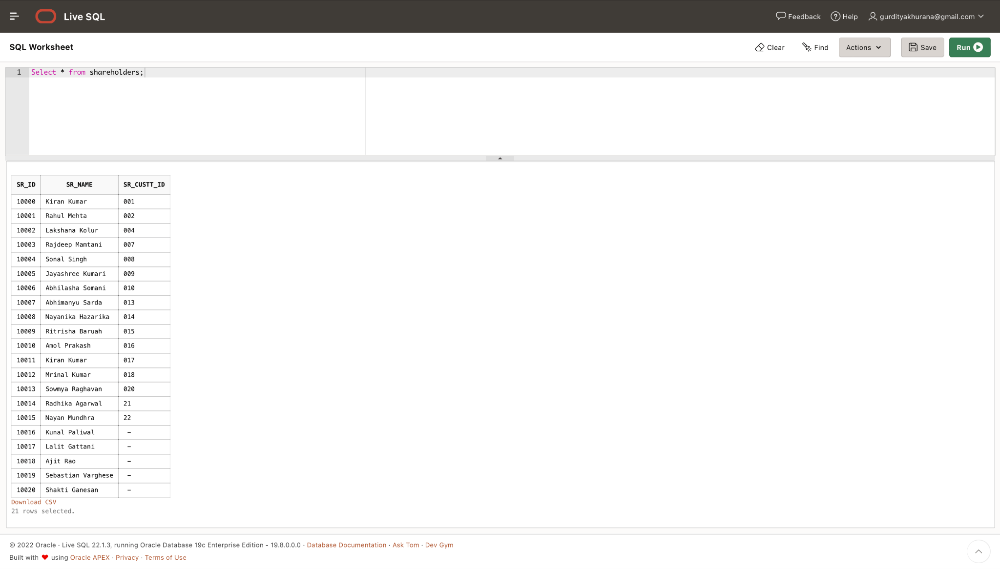 Live SQL
Feedback Help gurdityakhurana@gmail.com
SQL Worksheet
Clear Find Actions Save Run
1 Select * from shareholders;
SR_ID SR_NAME SR_CUSTT_ID
10000 Kiran Kumar 001
10001 Rahul Mehta 002
10002 Lakshana Kolur 004
10003 Rajdeep Mamtani 007
10004 Sonal Singh 008
10005 Jayashree Kumari 009
10006 Abhilasha Somani 010
10007 Abhimanyu Sarda 013
10008 Nayanika Hazarika 014
10009 Ritrisha Baruah 015
10010 Amol Prakash 016
10011 Kiran Kumar 017
10012 Mrinal Kumar 018
10013 Sowmya Raghavan 020
10014 Radhika Agarwal 21
10015 Nayan Mundhra 22
10016 Kunal Paliwal -
10017 Lalit Gattani -
10018 Ajit Rao -
10019 Sebastian Varghese -
10020 Shakti Ganesan -
Download CSV
21 rows selected.
© 2022 Oracle · Live SQL 22.1.3, running Oracle Database 19c Enterprise Edition - 19.8.0.0.0 · Database Documentation · Ask Tom · Dev Gym
Built with ❤ using Oracle APEX · Privacy · Terms of Use